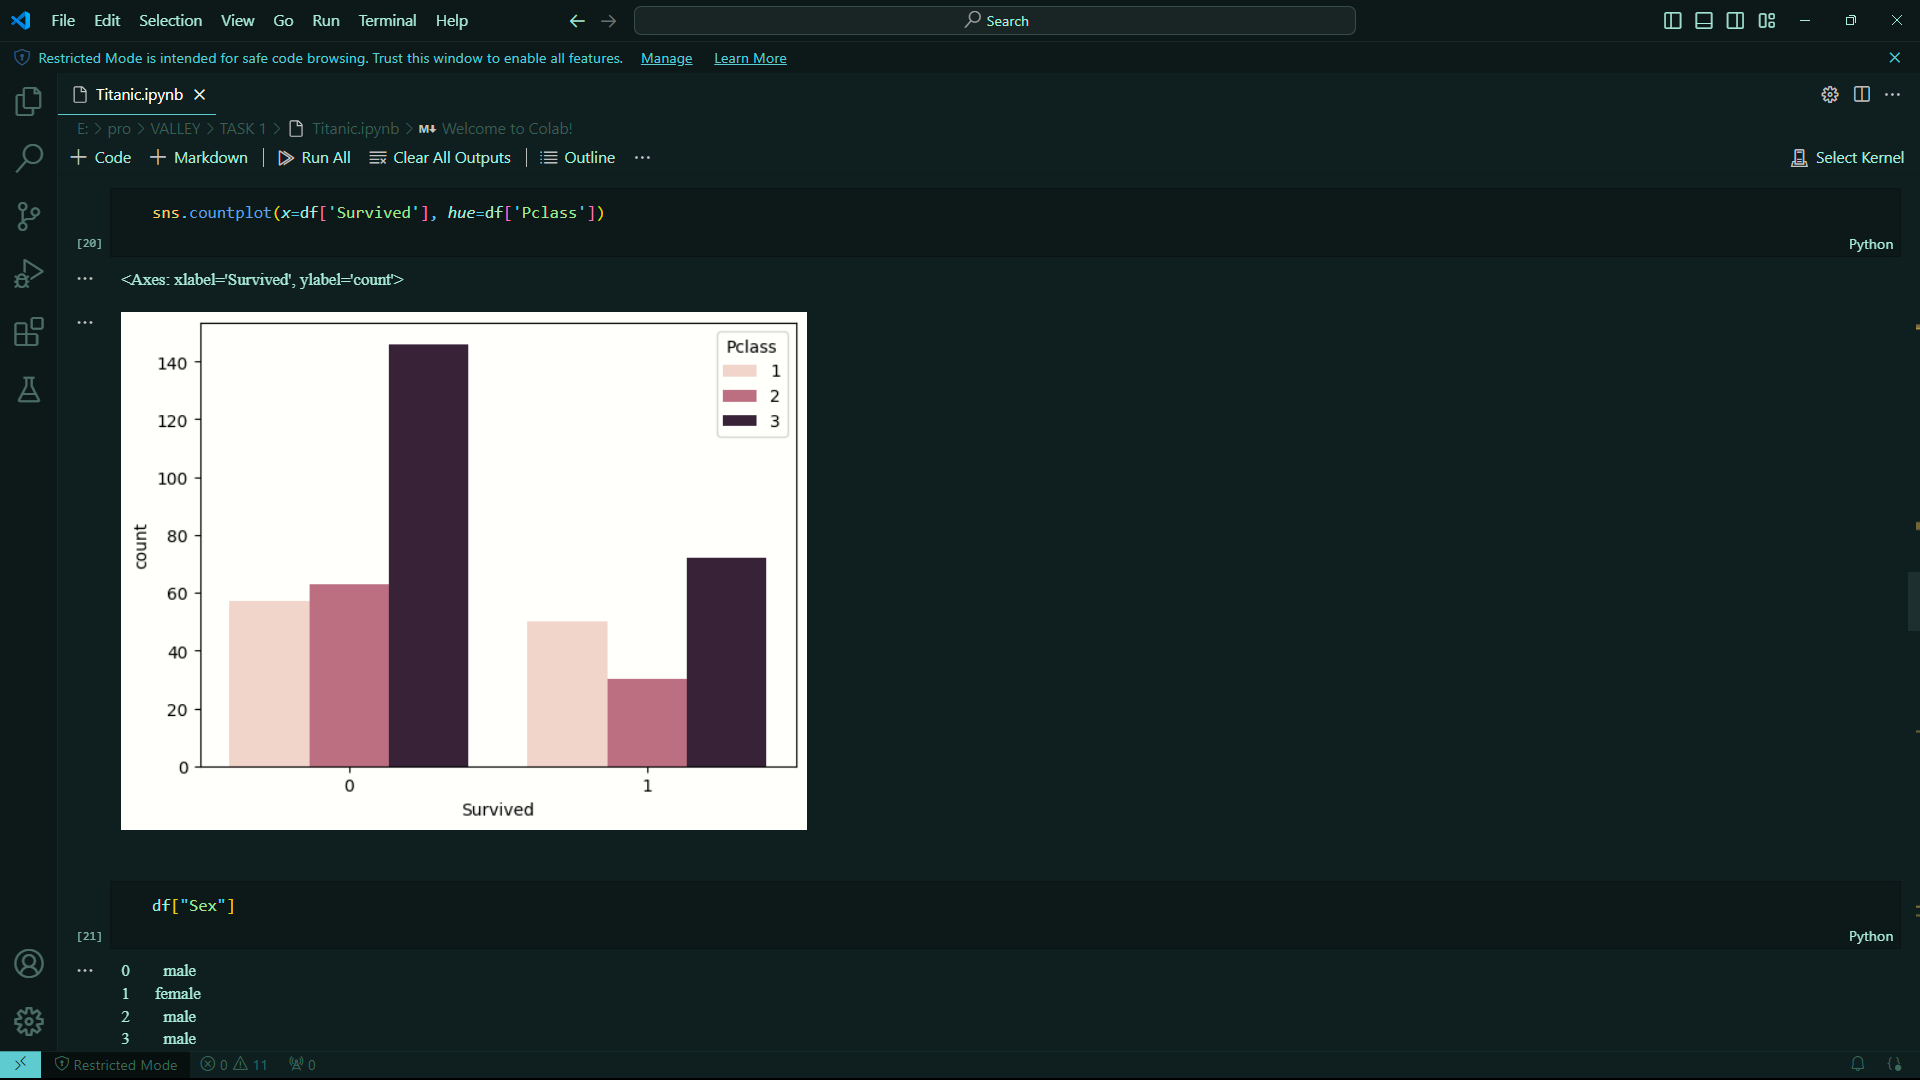 File Edit Selection View Go Run Terminal Help
Search
Restricted Mode is intended for safe code browsing. Trust this window to enable all features. Manage Learn More
Titanic.ipynb
E: > pro > VALLEY > TASK 1 > Titanic.ipynb > M↓ Welcome to Colab!
+ Code + Markdown Run All Clear All Outputs Outline ...
Select Kernel
sns.countplot(x=df['Survived'], hue=df['Pclass'])
[20]
Python
<Axes: xlabel='Survived', ylabel='count'>
Pclass
1
2
3
140
120
100
80
60
40
20
0
count
0 1
Survived
df["Sex"]
[21]
Python
0 male
1 female
2 male
3 male
Restricted Mode 0 11 0